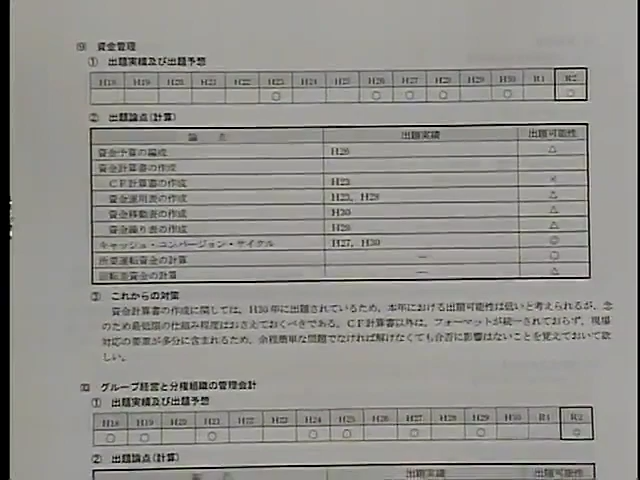 ⑼ 資金管理
① 出題実績及び出題予想
H18 H19 H20 H21 H22 H23 H24 H25 H26 H27 H28 H29 H30 R1 R2
○ ○ ○ ○ ○ ○
② 出題論点(計算)
論 点 出題実績 出題可能性
資金予算の編成 H26 △
資金計算書の作成
CF計算書の作成 H23 ×
資金運用表の作成 H23、H28 △
資金移動表の作成 H30 △
資金繰り表の作成 H28 △
キャッシュ・コンバージョン・サイクル H27、H30 ◎
所要運転資金の計算 — ○
回転差資金の計算 — △
③ これからの対策
資金計算書の作成に関しては、H30年に出題されているため、本年における出題可能性は低いと考えられるが、念
のため最低限の仕組み程度はおさえておくべきである。CF計算書以外は、フォーマットが統一されておらず、現場
対応の要素が多分に含まれるため、余程簡単な問題でなければ解けなくても合否に影響はないことを覚えておいて欲
しい。
⑽ グループ経営と分権組織の管理会計
① 出題実績及び出題予想
H18 H19 H20 H21 H22 H23 H24 H25 H26 H27 H28 H29 H30 R1 R2
○ ○ ○ ○ ○ ○ ○ ◎
② 出題論点(計算)
論 点 出題実績 出題可能性